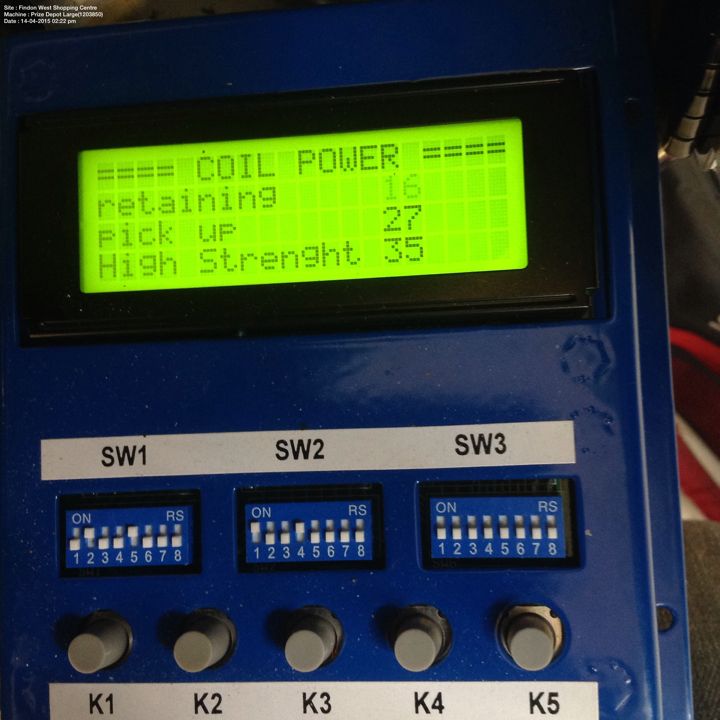 Site : Findon West Shopping Centre
Machine : Prize Depot Large(1203850)
Date : 14-04-2015 02:22 pm
==== COIL POWER ====
retaining 16
pick up 27
High Strenght 35
SW1 SW2 SW3
ON RS ON RS ON RS
1 2 3 4 5 6 7 8 1 2 3 4 5 6 7 8 1 2 3 4 5 6 7 8
K1 K2 K3 K4 K5